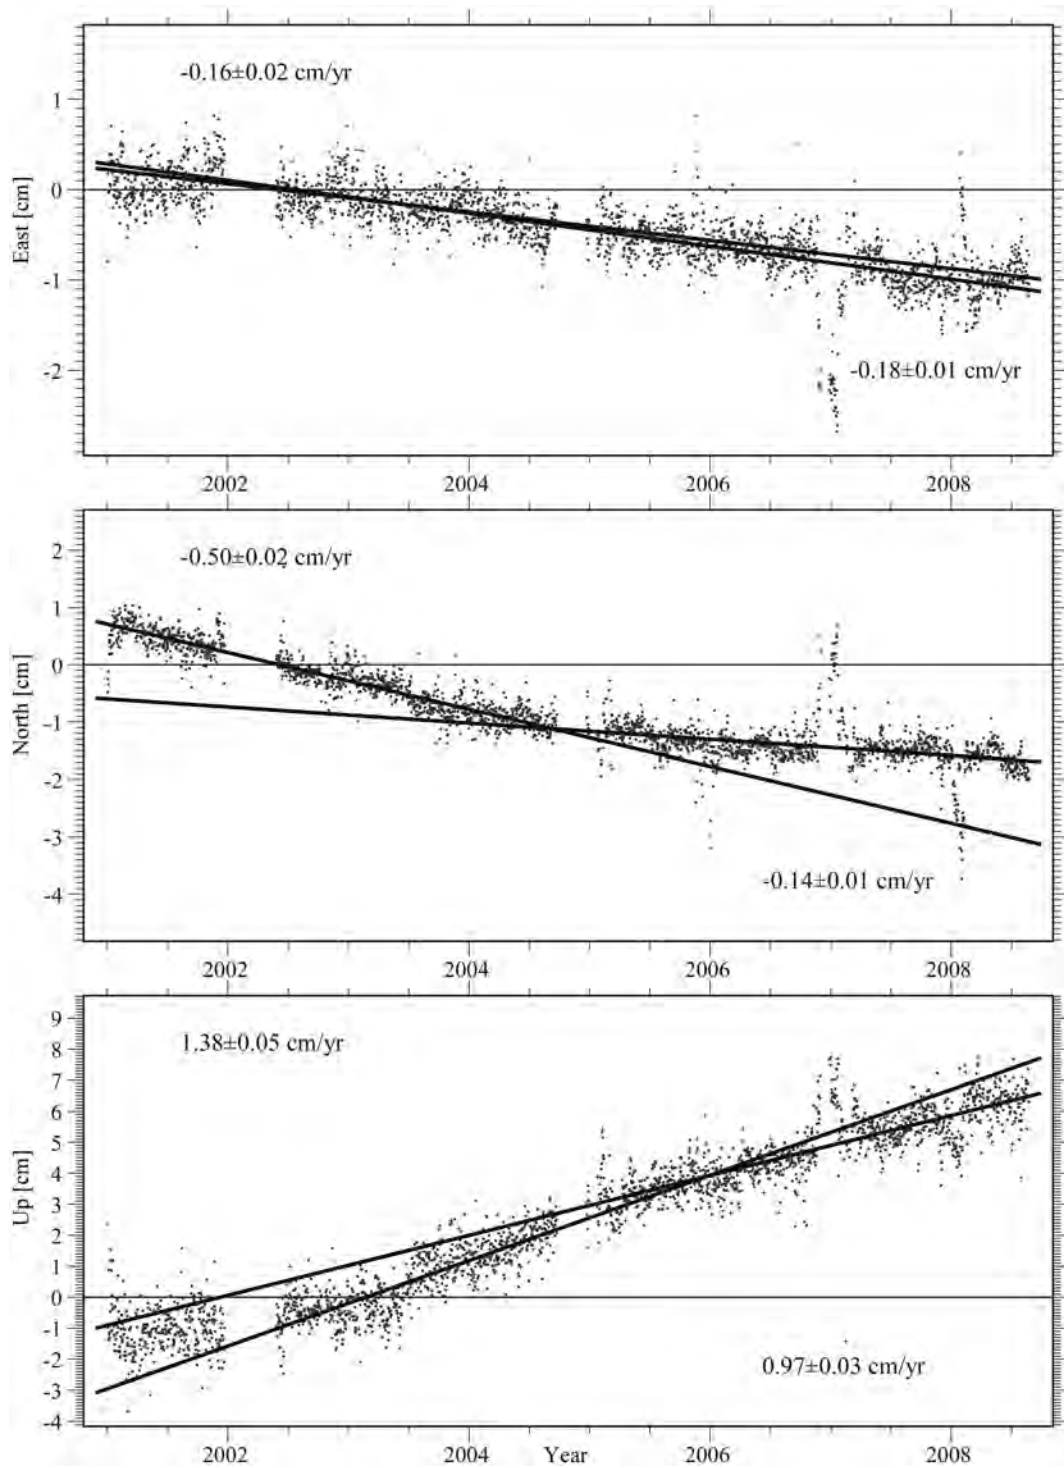 -0.16±0.02 cm/yr
1
0
-1
-2
East [cm]
-0.18±0.01 cm/yr
2002 2004 2006 2008
-0.50±0.02 cm/yr
2
1
0
-1
-2
-3
-4
North [cm]
-0.14±0.01 cm/yr
2002 2004 2006 2008
1.38±0.05 cm/yr
9
8
7
6
5
4
3
2
1
0
-1
-2
-3
-4
Up [cm]
0.97±0.03 cm/yr
2002 2004 Year 2006 2008